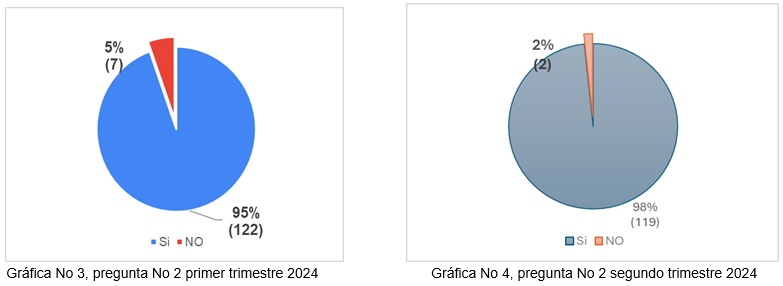 5%
(7)
95%
(122)
Si NO
Gráfica No 3, pregunta No 2 primer trimestre 2024
2%
(2)
98%
(119)
Si NO
Gráfica No 4, pregunta No 2 segundo trimestre 2024